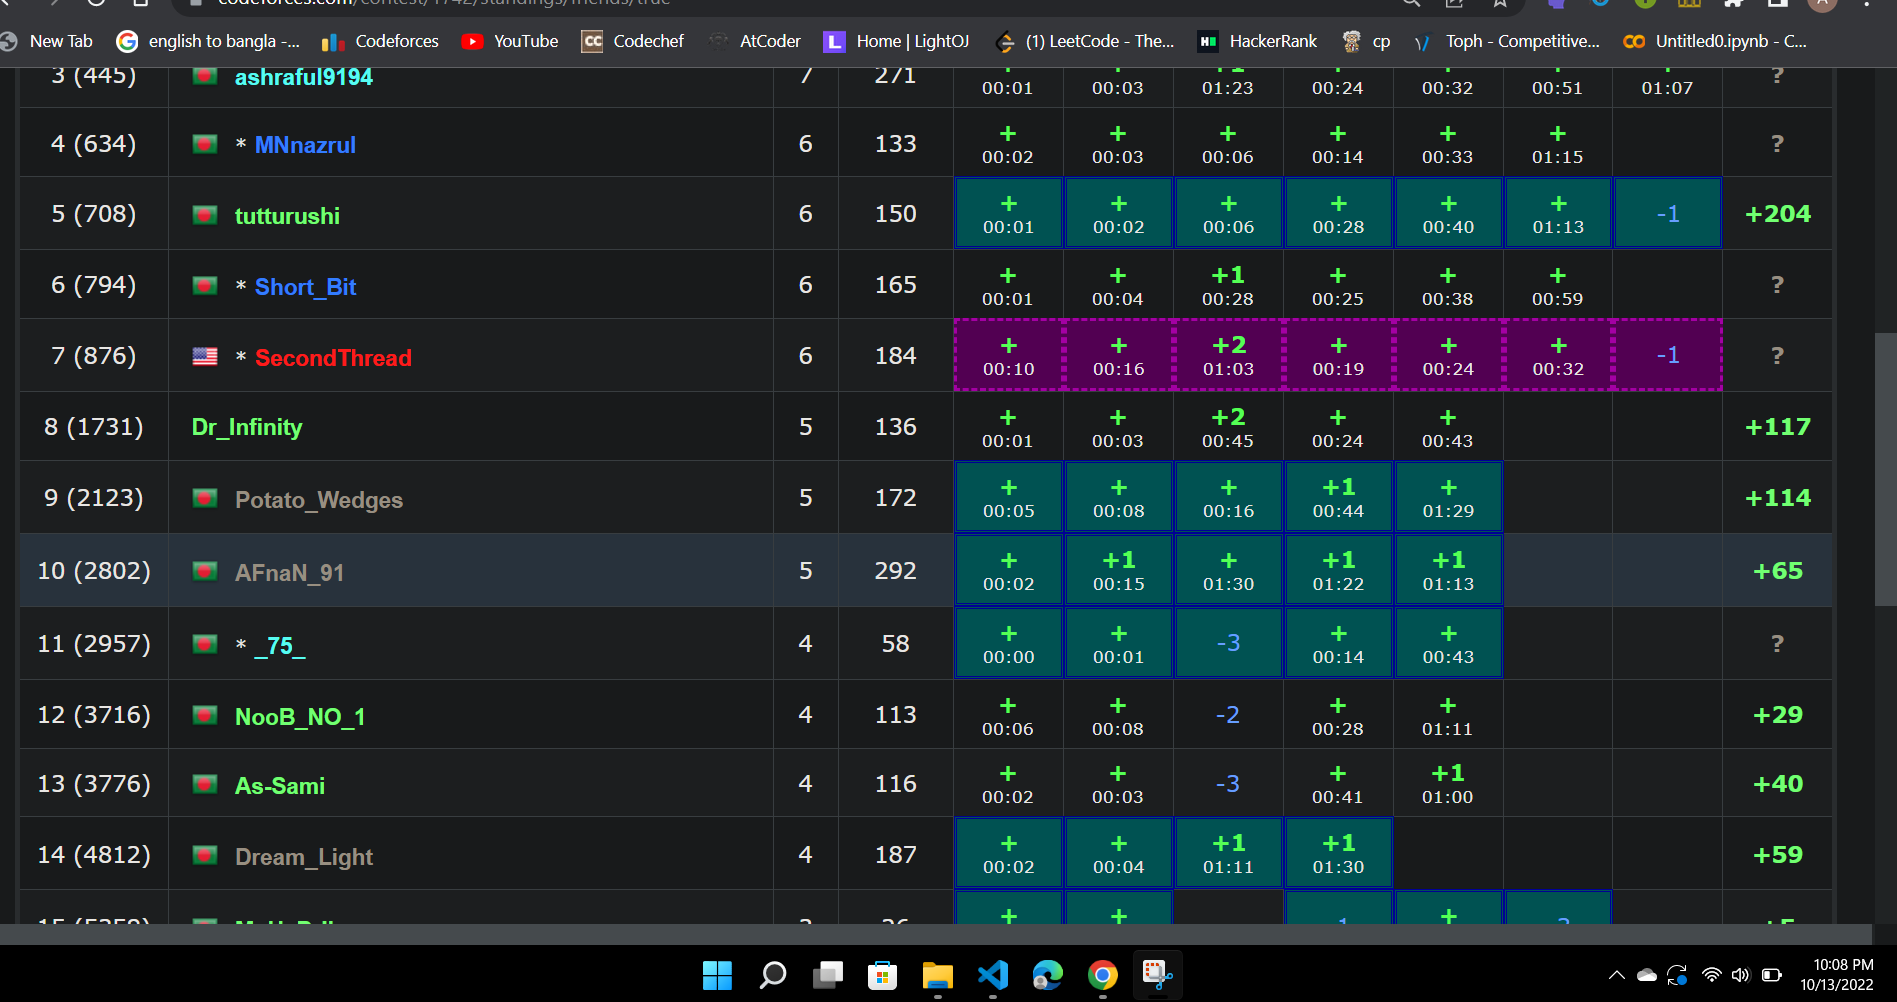 New Tab english to bangla -... Codeforces YouTube CC Codechef AtCoder L Home | LightOJ (1) LeetCode - The... H HackerRank cp Toph - Competitive... CO Untitled0.ipynb - C...
3 (445) ashraful9194 7 271 ?
00:01 00:03 01:23 00:24 00:32 00:51 01:07
+ + + + + +
4 (634) * MNnazrul 6 133 ?
00:02 00:03 00:06 00:14 00:33 01:15
+ + + + + +
5 (708) tutturushi 6 150 -1 +204
00:01 00:02 00:06 00:28 00:40 01:13
+ + +1 + + +
6 (794) * Short_Bit 6 165 ?
00:01 00:04 00:28 00:25 00:38 00:59
+ + +2 + + +
7 (876) * SecondThread 6 184 -1 ?
00:10 00:16 01:03 00:19 00:24 00:32
+ + +2 + +
8 (1731) Dr_Infinity 5 136 +117
00:01 00:03 00:45 00:24 00:43
+ + + +1 +
9 (2123) Potato_Wedges 5 172 +114
00:05 00:08 00:16 00:44 01:29
+ +1 + +1 +1
10 (2802) AFnaN_91 5 292 +65
00:02 00:15 01:30 01:22 01:13
+ + + +
11 (2957) * _75_ 4 58 -3 ?
00:00 00:01 00:14 00:43
+ + + +
12 (3716) NooB_NO_1 4 113 -2 +29
00:06 00:08 00:28 01:11
+ + + +1
13 (3776) As-Sami 4 116 -3 +40
00:02 00:03 00:41 01:00
+ + +1 +1
14 (4812) Dream_Light 4 187 +59
00:02 00:04 01:11 01:30
+ + +
10:08 PM
10/13/2022